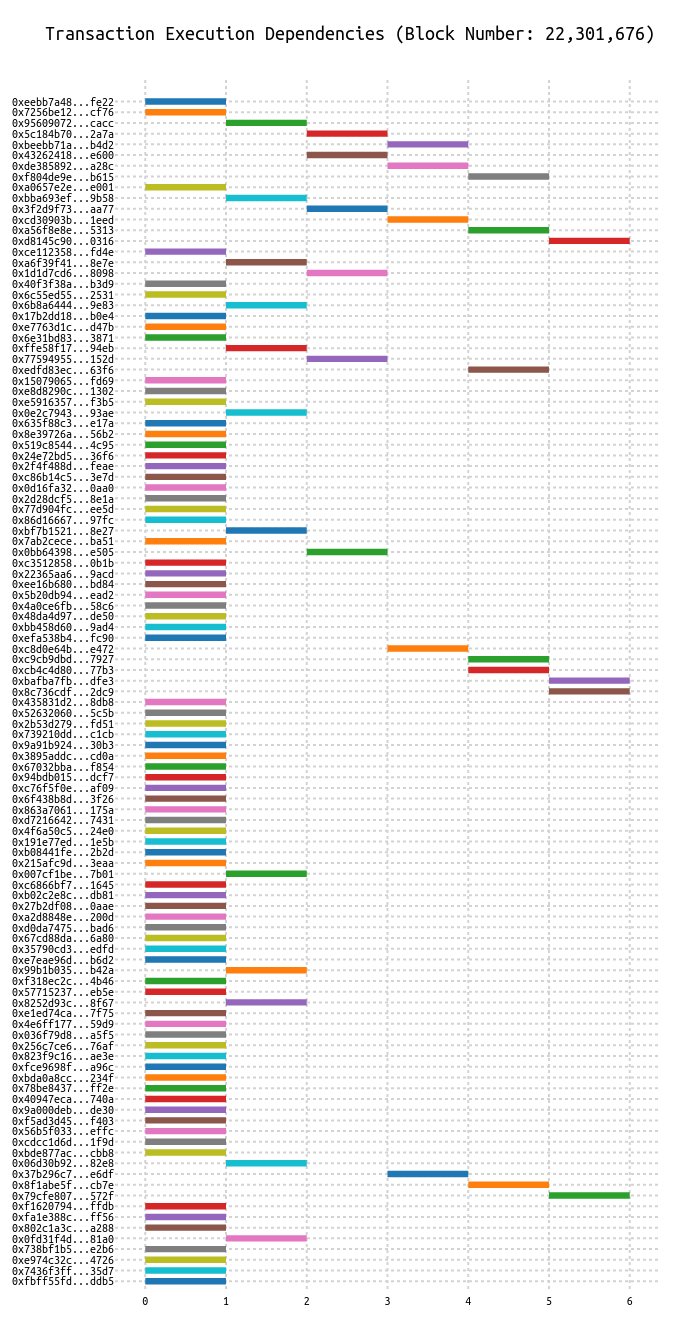 Transaction Execution Dependencies (Block Number: 22,301,676)
0xeebb7a48...fe22
0x7256be12...cf76
0x95609072...cacc
0x5c184b70...2a7a
0xbeebb71a...b4d2
0x43262418...e600
0xde385892...a28c
0xf804de9e...b615
0xa0657e2e...e001
0xbba693ef...9b58
0x3f2d9f73...aa77
0xcd30903b...1eed
0xa56f8e8e...5313
0xd8145c90...0316
0xce112358...fd4e
0xa6f39f41...8e7e
0x1d1d7cd6...8098
0x40f3f38a...b3d9
0x6c55ed55...2531
0x6b8a6444...9e83
0x17b2dd18...b0e4
0xe7763d1c...d47b
0x6e31bd83...3871
0xffe58f17...94eb
0x77594955...152d
0xedfd83ec...63f6
0x15079065...fd69
0xe8d8290c...1302
0xe5916357...f3b5
0x0e2c7943...93ae
0x635f88c3...e17a
0x8e39726a...56b2
0x519c8544...4c95
0x24e72bd5...36f6
0x2f4f488d...feae
0xc86b14c5...3e7d
0x0d16fa32...0aa0
0x2d28dcf5...8e1a
0x77d904fc...ee5d
0x86d16667...97fc
0xbf7b1521...8e27
0x7ab2cece...ba51
0x0bb64398...e505
0xc3512858...0b1b
0x22365aa6...9acd
0xee16b680...bd84
0x5b20db94...ead2
0x4a0ce6fb...58c6
0x48da4d97...de50
0xbb458d60...9ad4
0xefa538b4...fc90
0xc8d0e64b...e472
0xc9cb9dbd...7927
0xcb4c4d80...77b3
0xbafba7fb...dfe3
0x8c736cdf...2dc9
0x435831d2...8db8
0x52632060...5c5b
0x2b53d279...fd51
0x739210dd...c1cb
0x9a91b924...30b3
0x3895addc...cd0a
0x67032bba...f854
0x94bdb015...dcf7
0xc76f5f0e...af09
0x6f438b8d...3f26
0x863a7061...175a
0xd7216642...7431
0x4f6a50c5...24e0
0x191e77ed...1e5b
0xb08441fe...2b2d
0x215afc9d...3eaa
0x007cf1be...7b01
0xc6866bf7...1645
0xb02c2e8c...db81
0x27b2df08...0aae
0xa2d8848e...200d
0xd0da7475...bad6
0x67cd88da...6a80
0x35790cd3...edfd
0xe7eae96d...b6d2
0x99b1b035...b42a
0xf318ec2c...4b46
0x57715237...eb5e
0x8252d93c...8f67
0xe1ed74ca...7f75
0x4e6ff177...59d9
0x036f79d8...a5f5
0x256c7ce6...76af
0x823f9c16...ae3e
0xfce9698f...a96c
0xbda0a8cc...234f
0x78be8437...ff2e
0x40947eca...740a
0x9a000deb...de30
0xf5ad3d45...f403
0x56b5f033...effc
0xcdcc1d6d...1f9d
0xbde877ac...cbb8
0x06d30b92...82e8
0x37b296c7...e6df
0x8f1abe5f...cb7e
0x79cfe807...572f
0xf1620794...ffdb
0xfa1e388c...ff56
0x802c1a3c...a288
0x0fd31f4d...81a0
0x738bf1b5...e2b6
0xe974c32c...4726
0x7436f3ff...35d7
0xfbff55fd...ddb5
0 1 2 3 4 5 6